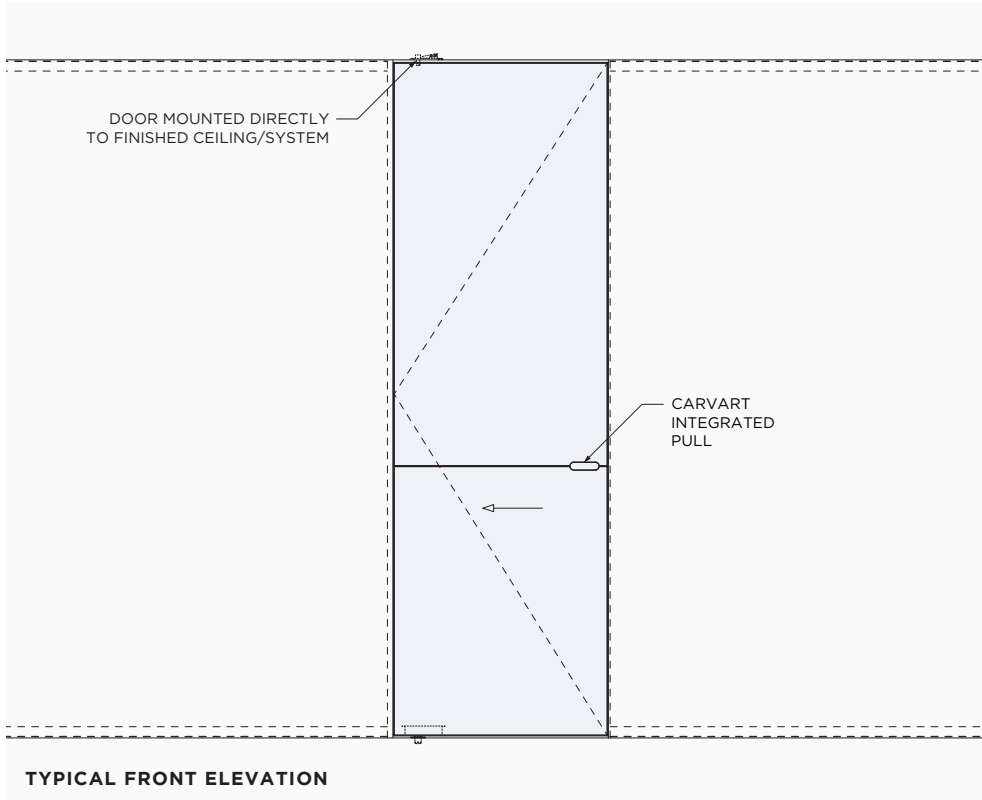 DOOR MOUNTED DIRECTLY
TO FINISHED CEILING/SYSTEM
CARVART
INTEGRATED
PULL
TYPICAL FRONT ELEVATION